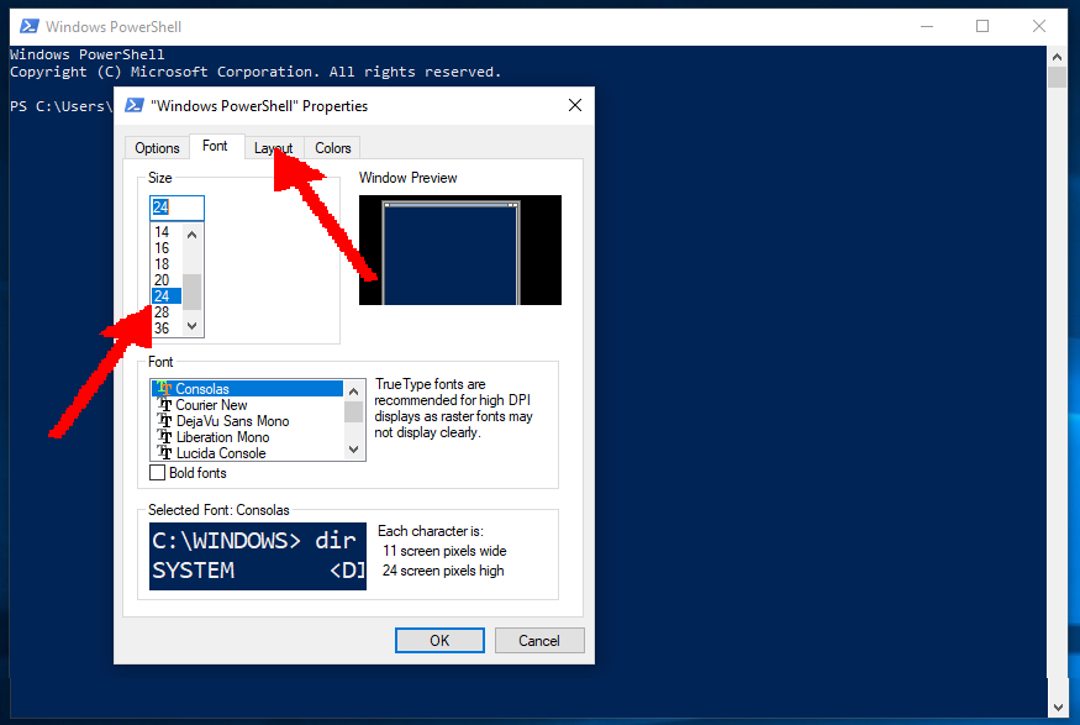 Windows PowerShell
Windows PowerShell
Copyright (C) Microsoft Corporation. All rights reserved.
PS C:\Users\
"Windows PowerShell" Properties
Options Font Layout Colors
Size
24
14
16
18
20
24
28
36
Window Preview
Font
Consolas
Courier New
DejaVu Sans Mono
Liberation Mono
Lucida Console
Bold fonts
TrueType fonts are
recommended for high DPI
displays as raster fonts may
not display clearly.
Selected Font: Consolas
C:\WINDOWS> dir
SYSTEM <DI
Each character is:
11 screen pixels wide
24 screen pixels high
OK Cancel